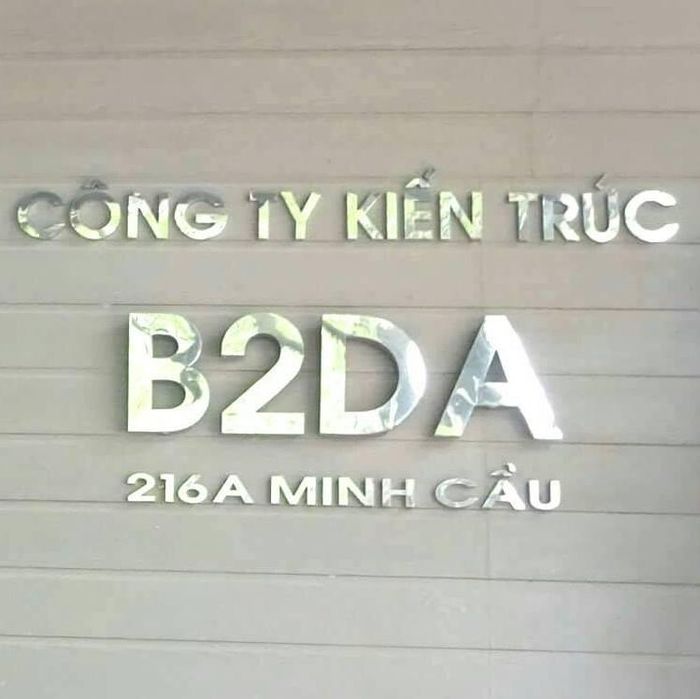 CÔNG TY KIẾN TRÚC
B2DA
216A MINH CẦU